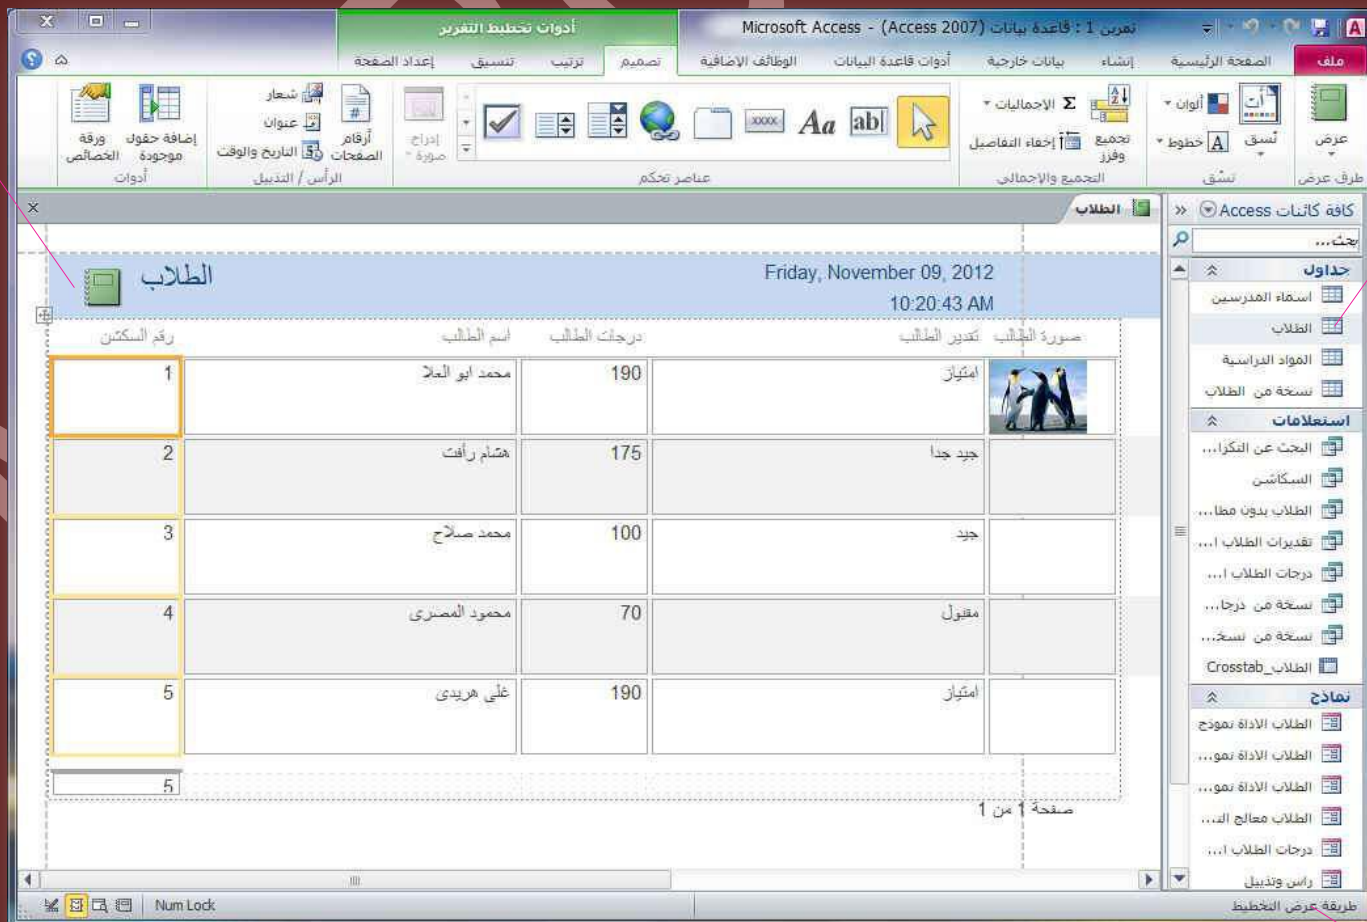 تمرين 1 : قاعدة بيانات (Access 2007) - Microsoft Access
أدوات تخطيط التقرير
ملف
الصفحة الرئيسية
إنشاء
بيانات خارجية
أدوات قاعدة البيانات
الوظائف الإضافية
تصميم
ترتيب
تنسيق
إعداد الصفحة
عرض
طرق عرض
أت
نُسق
ألوان
A خطوط
نسُق
تجميع وفرز
Σ الإجماليات
إخفاء التفاصيل
التجميع والإجمالي
ab|
Aa
xxxx
إدراج صورة
عناصر تحكم
أرقام الصفحات
شعار
عنوان
التاريخ والوقت
الرأس / التذييل
إضافة حقول موجودة
ورقة الخصائص
أدوات
كافة كائنات Access
بحث...
جداول
اسماء المدرسين
الطلاب
المواد الدراسية
نسخة من الطلاب
استعلامات
البحث عن التكرا...
السكاشن
الطلاب بدون مطا...
تقديرات الطلاب ا...
درجات الطلاب ا...
نسخة من درجا...
نسخة من نسخ...
الطلاب_Crosstab
نماذج
الطلاب الاداة نموذج
الطلاب الاداة نمو...
الطلاب الاداة نمو...
الطلاب معالج الن...
درجات الطلاب ا...
راس وتذييل
الطلاب
الطلاب
Friday, November 09, 2012
10:20:43 AM
رقم السكشن
اسم الطالب
درجات الطالب
تقدير الطالب
صورة الطالب
1 محمد ابو العلا 190 امتياز
2 هشام رأفت 175 جيد جدا
3 محمد صلاح 100 جيد
4 محمود المصرى 70 مقبول
5 على هريدى 190 امتياز
5
صفحة 1 من 1
طريقة عرض التخطيط
Num Lock